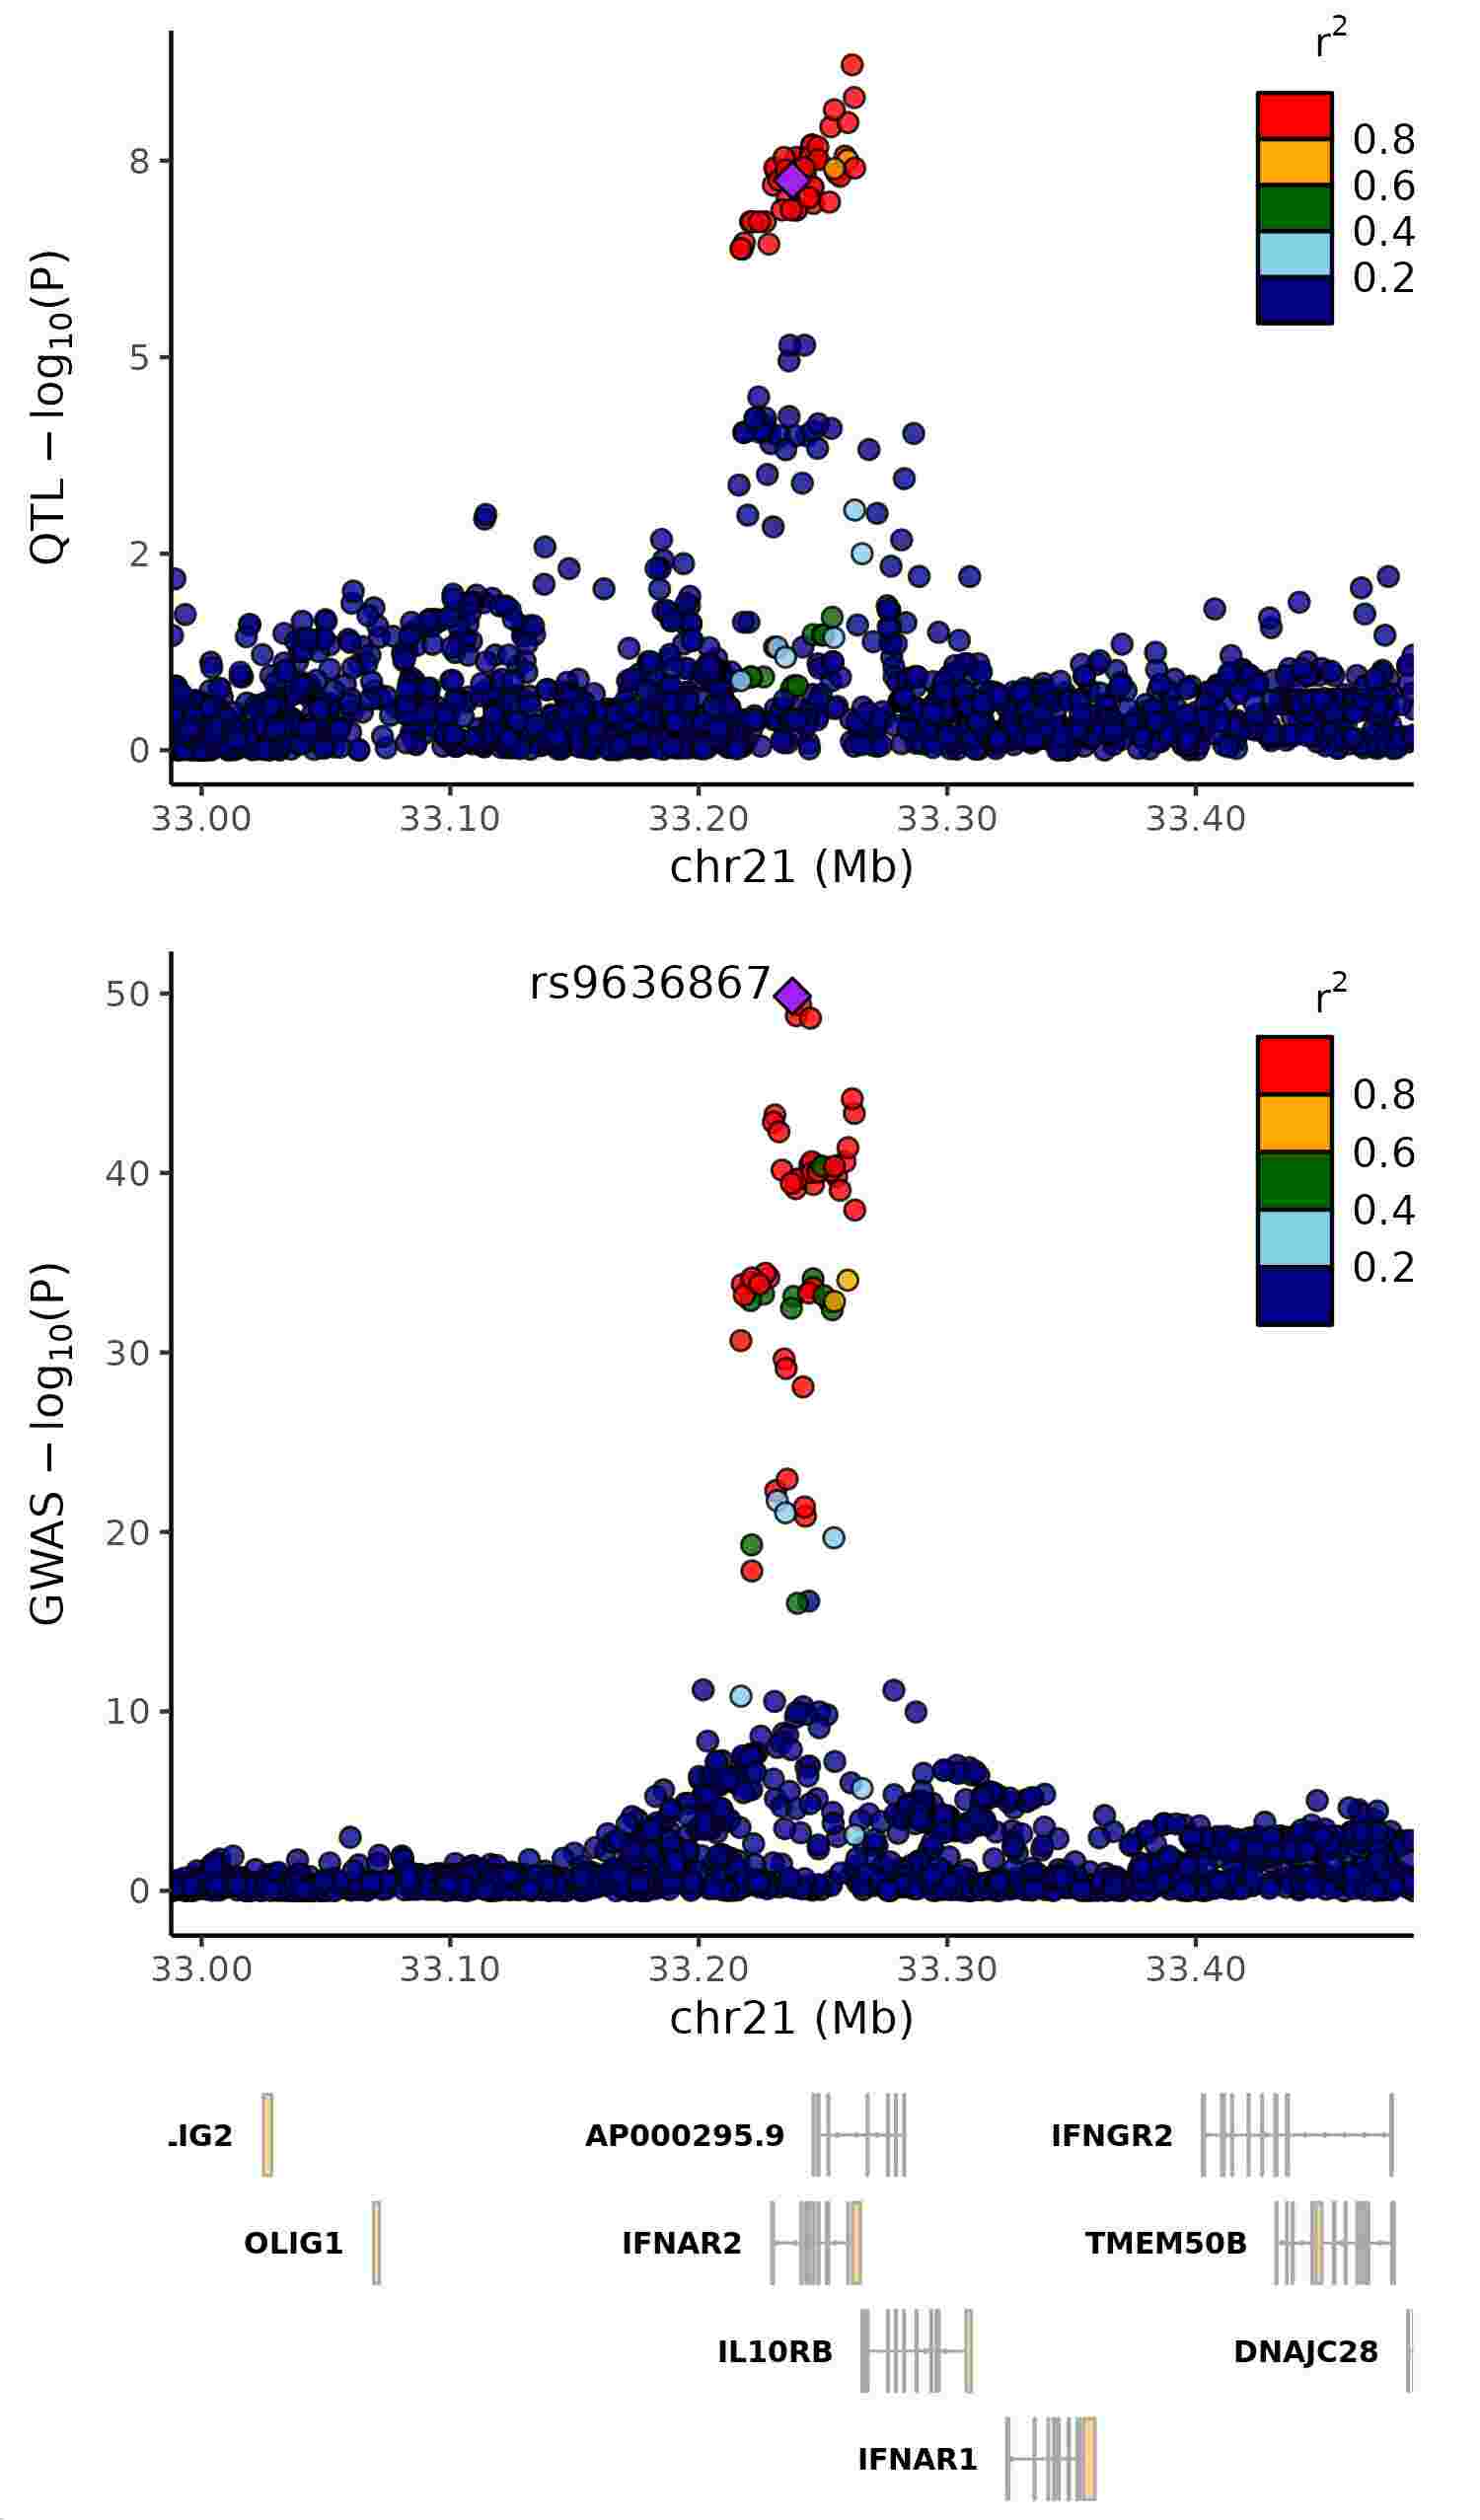 r²
0.8
0.6
0.4
0.2
8
5
2
0
QTL − log₁₀(P)
33.00 33.10 33.20 33.30 33.40
chr21 (Mb)
rs9636867
r²
0.8
0.6
0.4
0.2
50
40
30
20
10
0
GWAS − log₁₀(P)
33.00 33.10 33.20 33.30 33.40
chr21 (Mb)
.IG2 AP000295.9 IFNGR2
OLIG1 IFNAR2 TMEM50B
IL10RB DNAJC28
IFNAR1